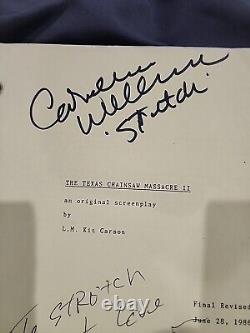 Caroline
Williams
"Stretch"
THE TEXAS CHAINSAW MASSACRE II
an original screenplay
by
L.M. Kit Carson
Final Revised
June 28, 198
To STRETCH
Love